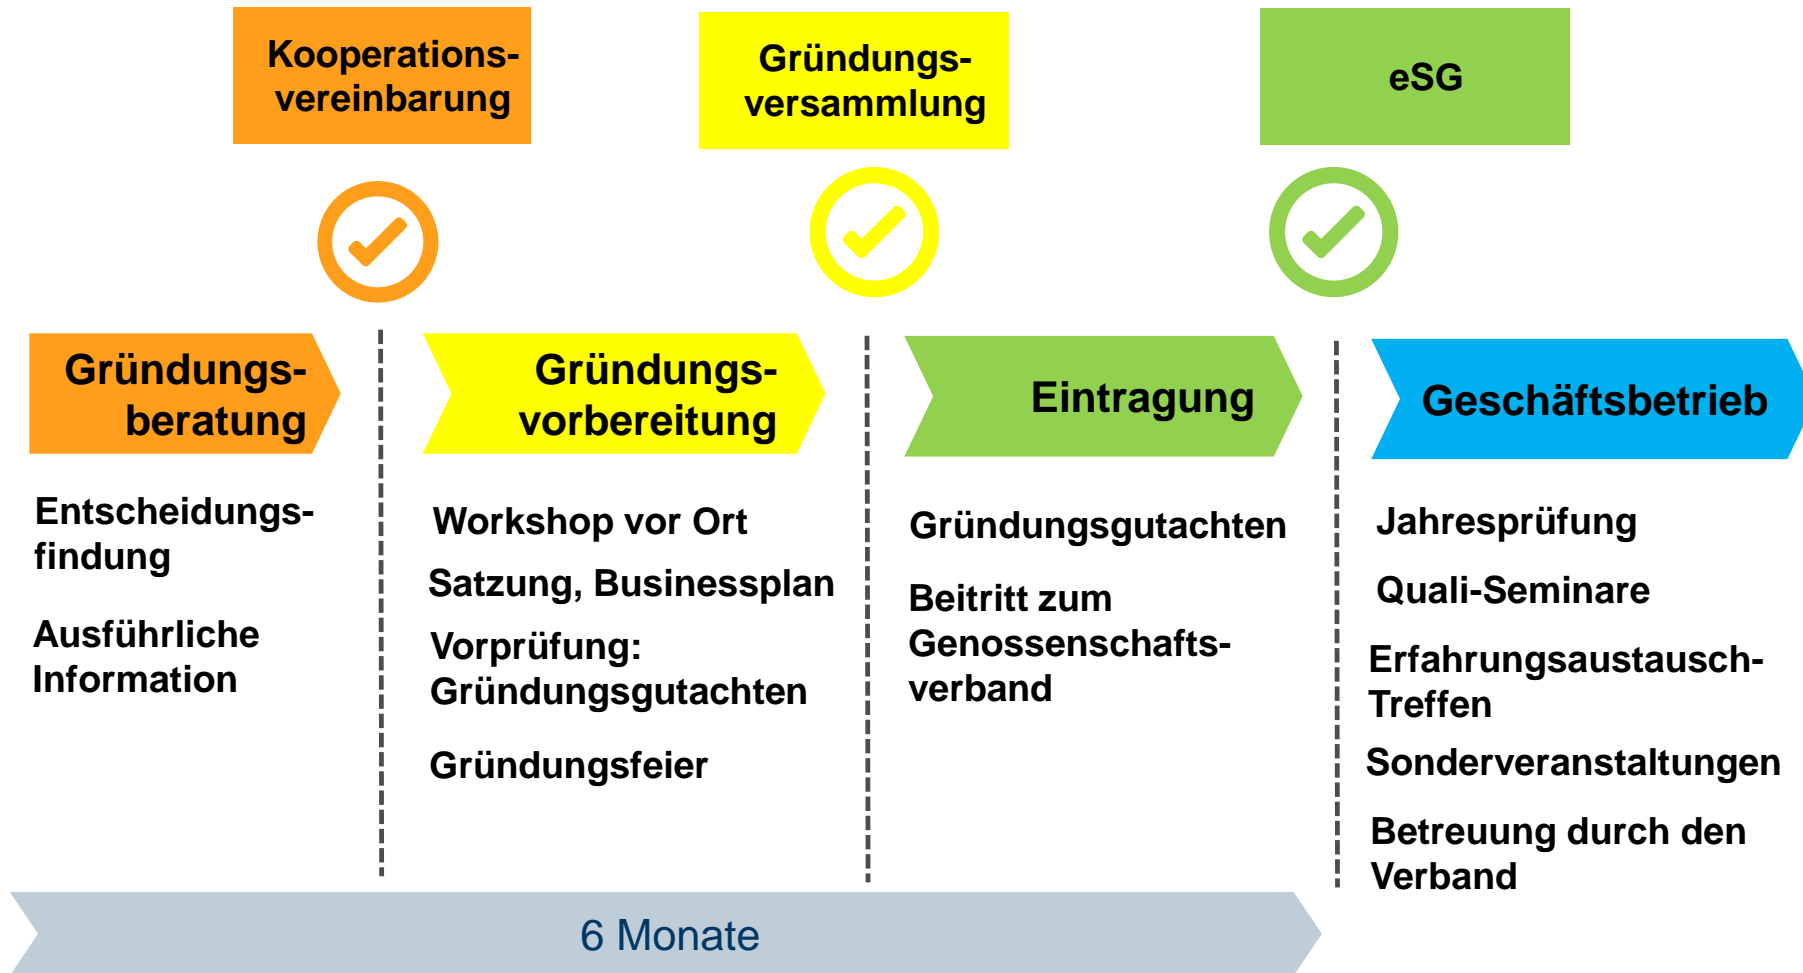 Kooperations-
vereinbarung
Gründungs-
versammlung
eSG
Gründungs-
beratung
Gründungs-
vorbereitung
Eintragung
Geschäftsbetrieb
Entscheidungs-
findung
Ausführliche
Information
Workshop vor Ort
Satzung, Businessplan
Vorprüfung:
Gründungsgutachten
Gründungsfeier
Gründungsgutachten
Beitritt zum
Genossenschafts-
verband
Jahresprüfung
Quali-Seminare
Erfahrungsaustausch-
Treffen
Sonderveranstaltungen
Betreuung durch den
Verband
6 Monate